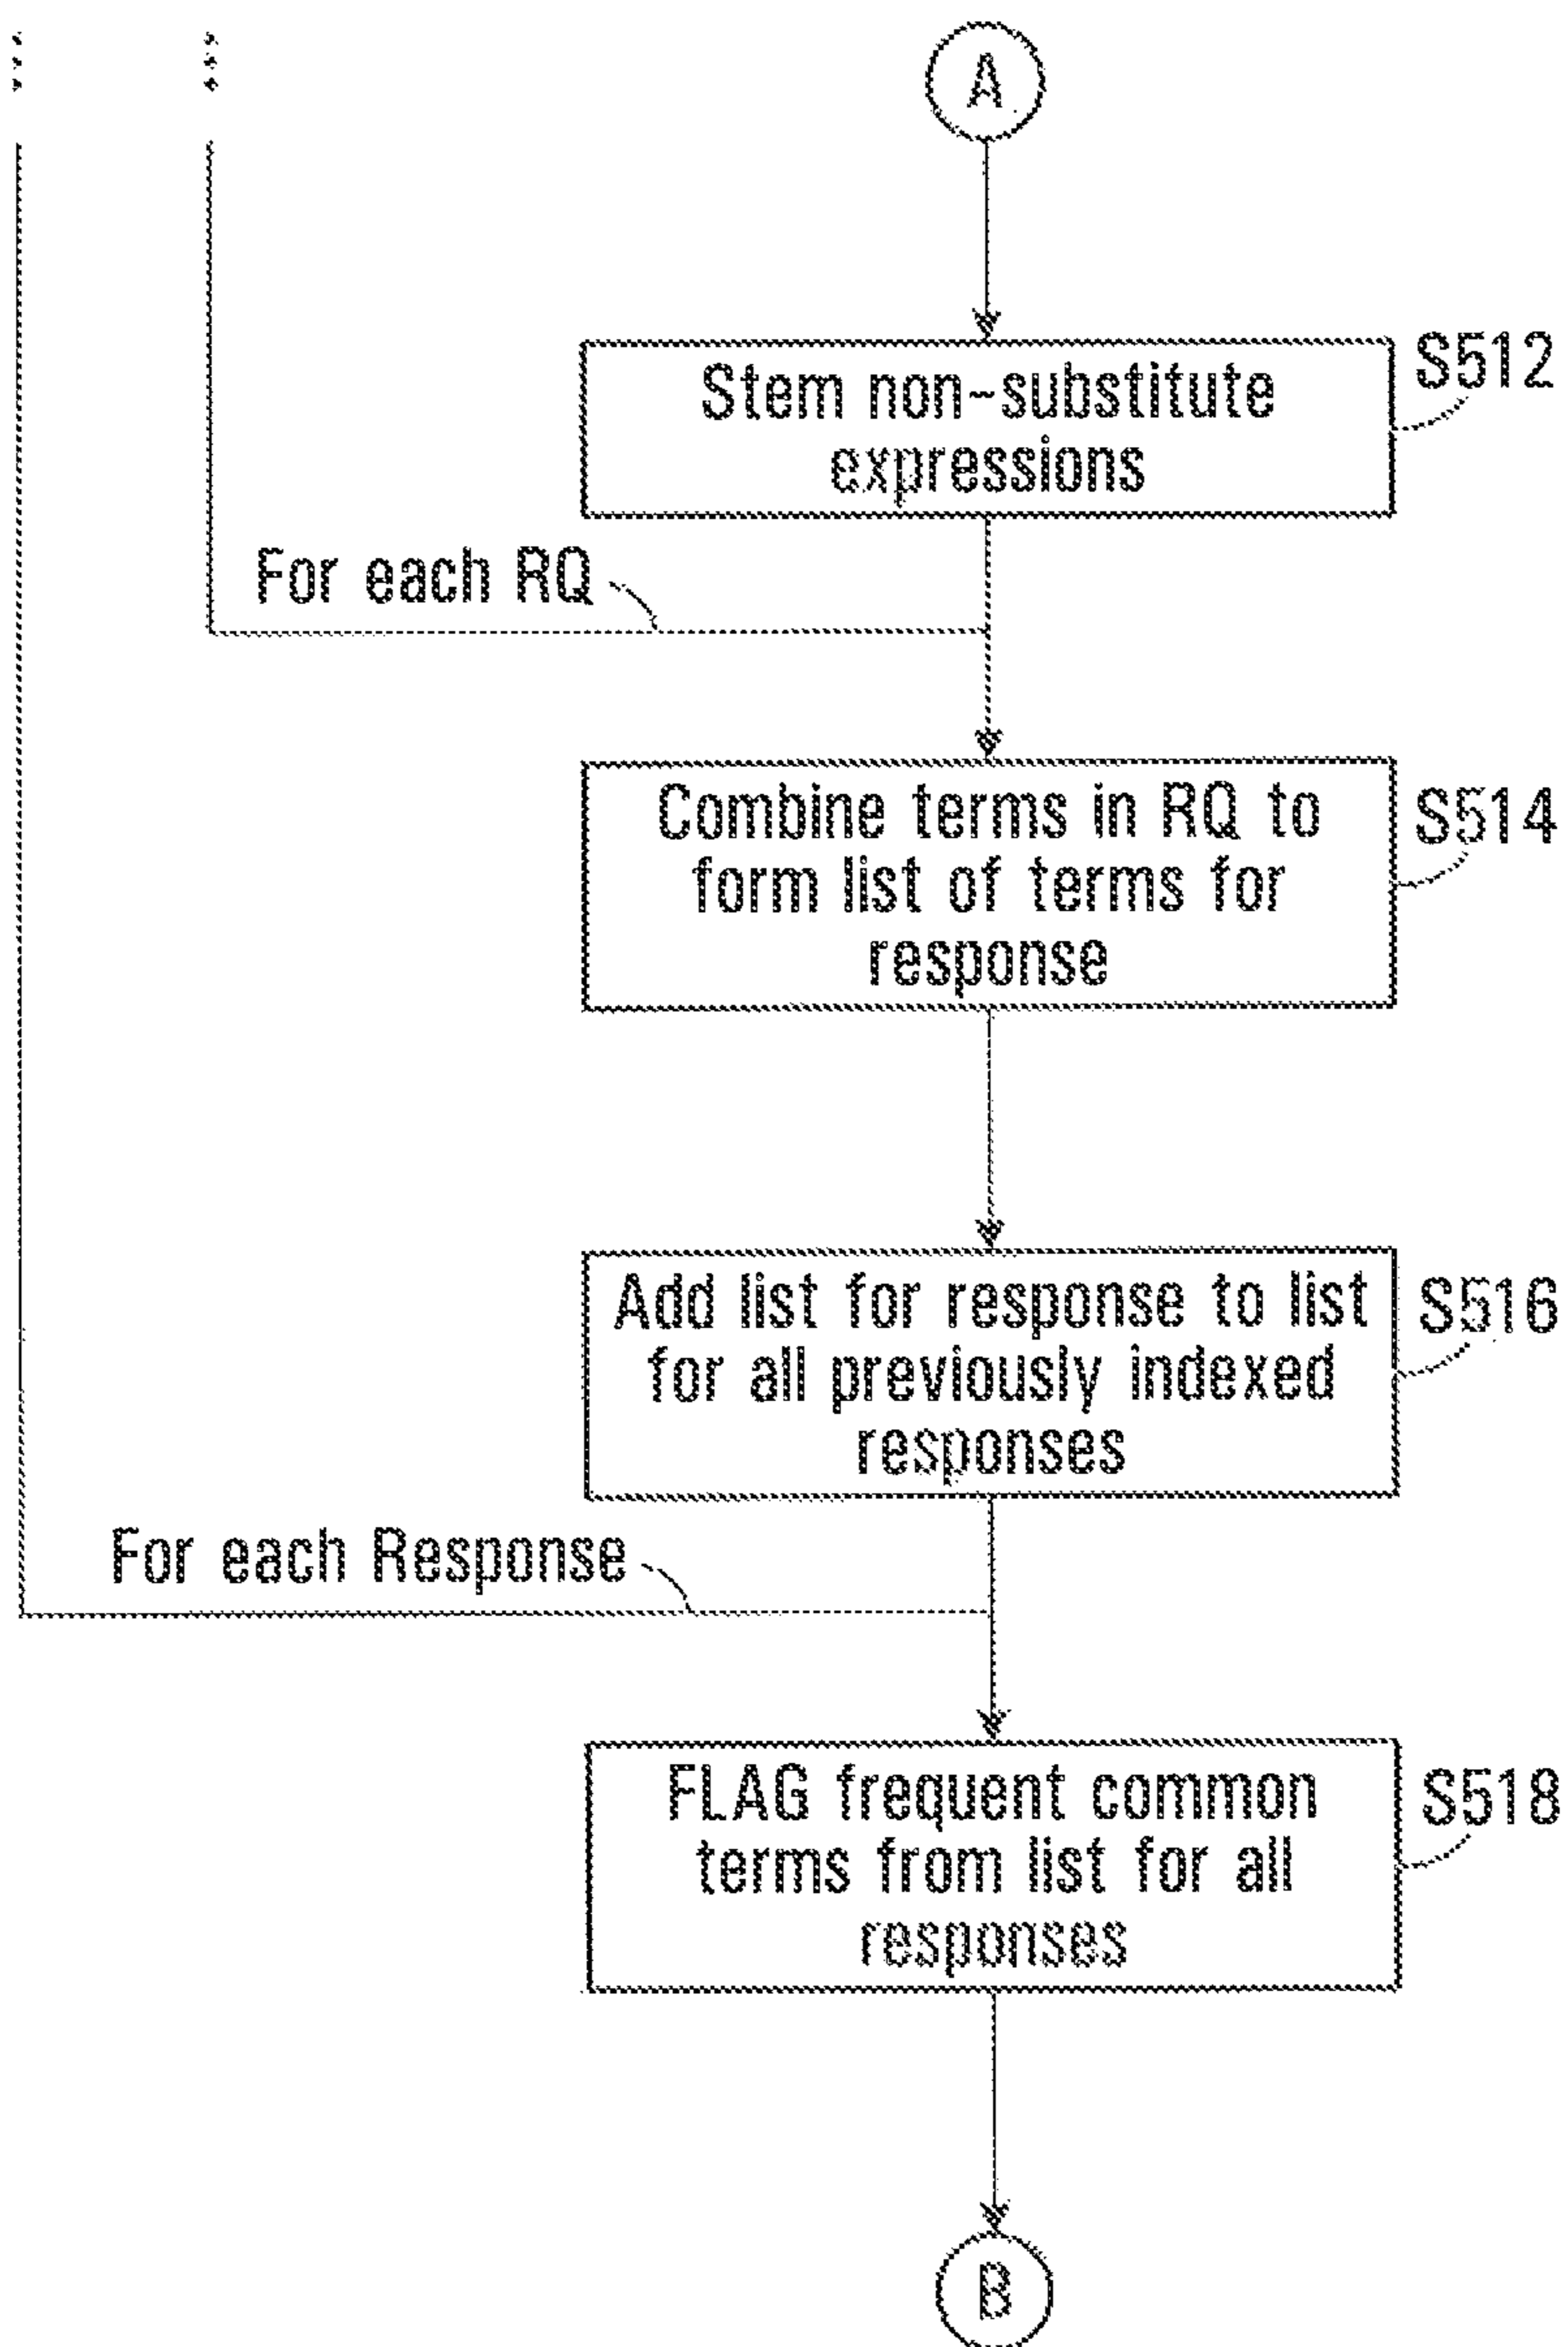 A
Stem non-substitute
expressions
S512
For each RQ
Combine terms in RQ to
form list of terms for
response
S514
Add list for response to list
for all previously indexed
responses
S516
For each Response
FLAG frequent common
terms from list for all
responses
S518
B